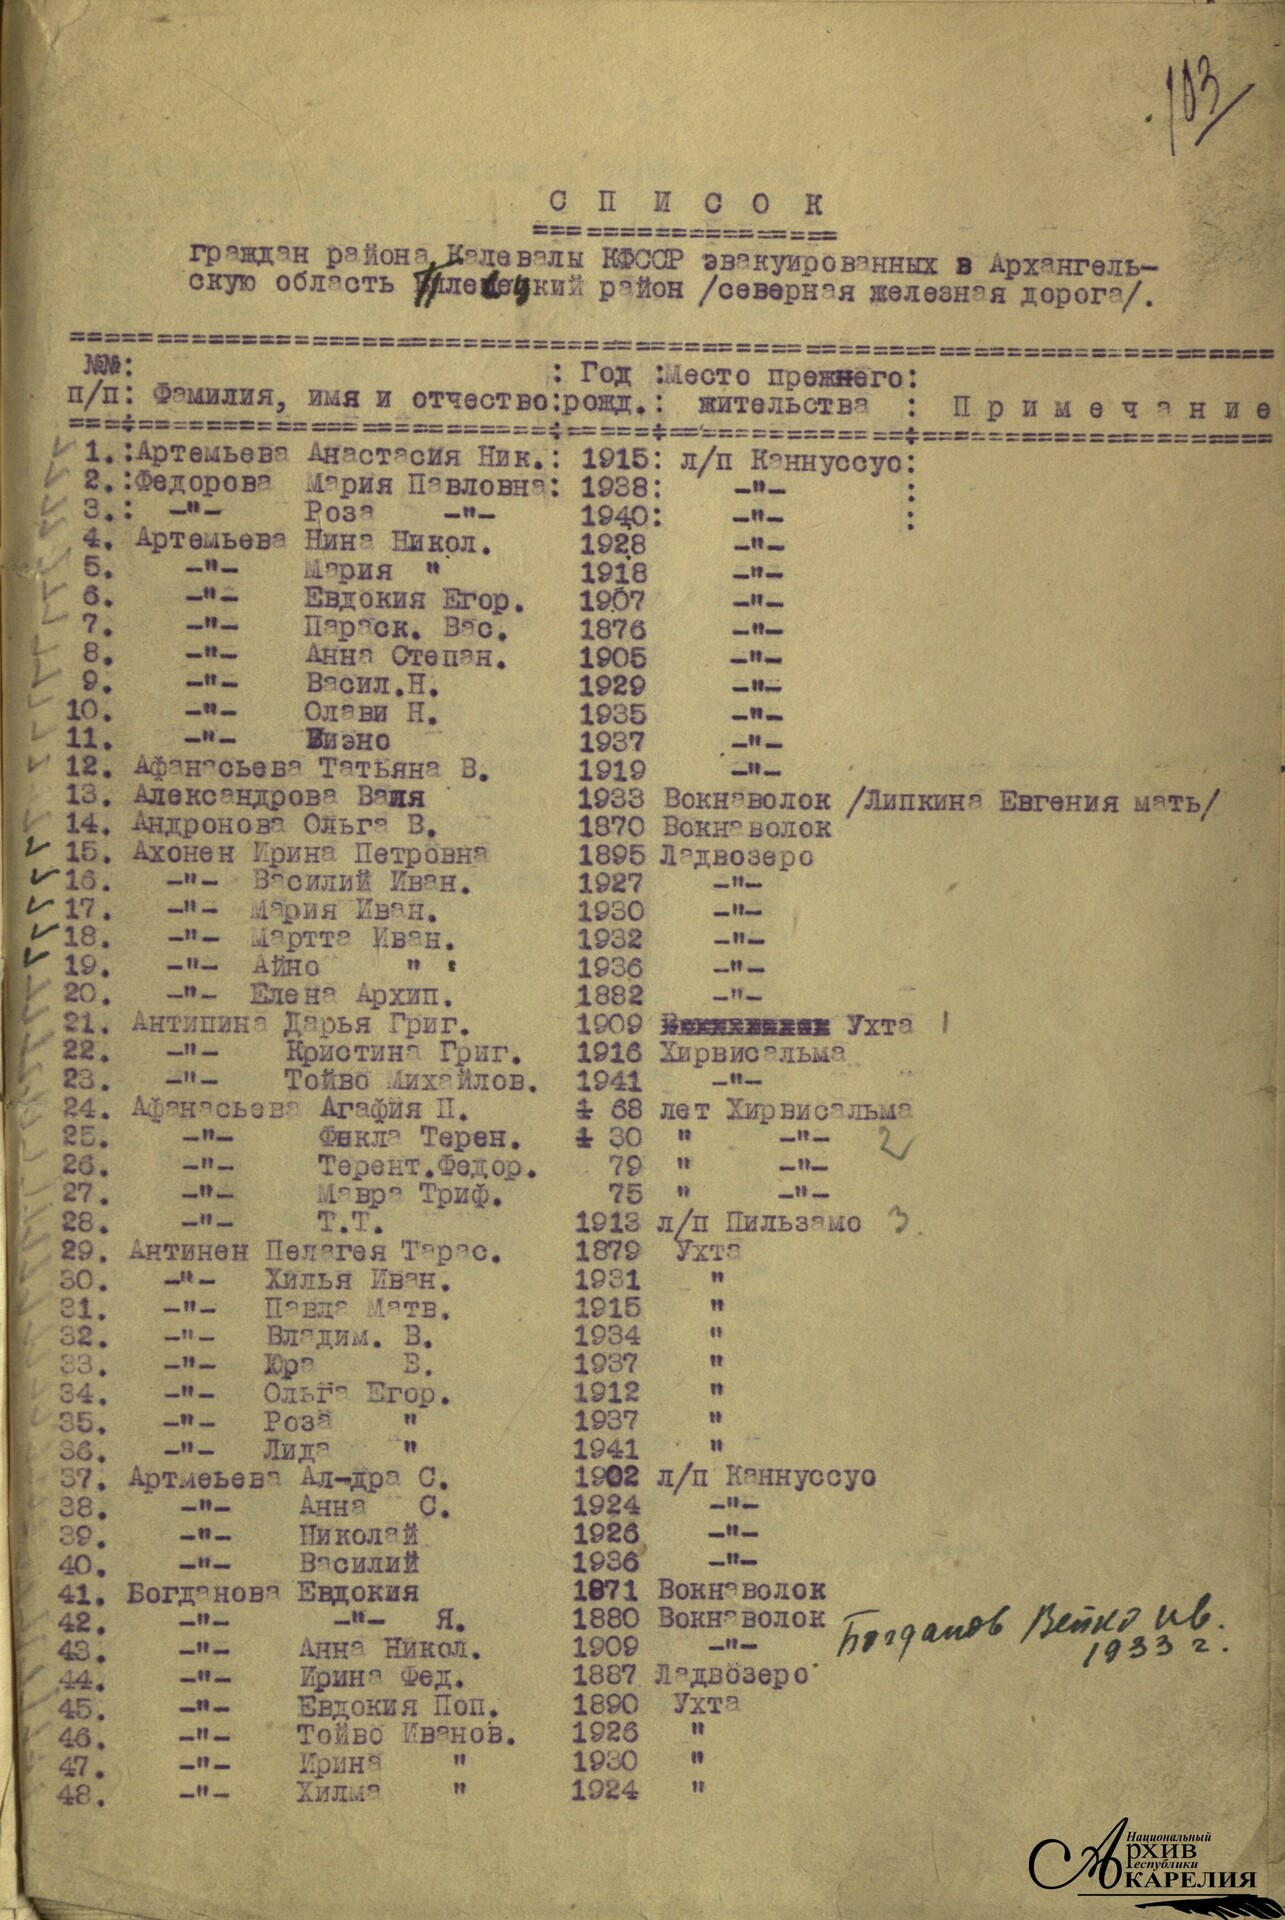 103
С П И С О К
граждан района Калевалы КФССР эвакуированных в Архангель-
скую область Плесецкий район /северная железная дорога/.
№№: : Год :Место прежнего:
п/п: Фамилия, имя и отчество:рожд.: жительства : П р и м е ч а н и е
1.:Артемьева Анастасия Ник.: 1915: л/п Каннуссуо:
2.:Федорова Мария Павловна: 1938: -"- :
3.: -"- Роза -"- 1940: -"- :
4. Артемьева Нина Никол. 1928 -"-
5. -"- Мария " 1918 -"-
6. -"- Евдокия Егор. 1907 -"-
7. -"- Параск. Вас. 1876 -"-
8. -"- Анна Степан. 1905 -"-
9. -"- Васил.Н. 1929 -"-
10. -"- Олави Н. 1935 -"-
11. -"- Виэно 1937 -"-
12. Афанасьева Татьяна В. 1919 -"-
13. Александрова Валя 1933 Вокнаволок /Липкина Евгения мать/
14. Андронова Ольга В. 1870 Вокнаволок
15. Ахонен Ирина Петровна 1895 Ладвозеро
16. -"- Василий Иван. 1927 -"-
17. -"- Мария Иван. 1930 -"-
18. -"- Мартта Иван. 1932 -"-
19. -"- Айно " 1936 -"-
20. -"- Елена Архип. 1882 -"-
21. Антипина Дарья Григ. 1909 Ухта 1
22. -"- Кристина Григ. 1916 Хирвисальма
23. -"- Тойво Михайлов. 1941 -"-
24. Афанасьева Агафия П. 68 лет Хирвисальма
25. -"- Фекла Терен. 30 " -"- 2
26. -"- Терент.Федор. 79 " -"-
27. -"- Мавра Триф. 75 " -"-
28. -"- Т.Т. 1913 л/п Пильзамо 3
29. Антинен Пелагея Тарас. 1879 Ухта
30. -"- Хилья Иван. 1931 "
31. -"- Павла Матв. 1915 "
32. -"- Владим. В. 1934 "
33. -"- Юра В. 1937 "
34. -"- Ольга Егор. 1912 "
35. -"- Роза " 1937 "
36. -"- Лида " 1941 "
37. Артмеьева Ал-дра С. 1902 л/п Каннуссуо
38. -"- Анна С. 1924 -"-
39. -"- Николай 1926 -"-
40. -"- Василий 1936 -"-
41. Богданова Евдокия 1871 Вокнаволок
42. -"- -"- Я. 1880 Вокнаволок Богданов Вейко Ив.
43. -"- Анна Никол. 1909 -"- 1933 г.
44. -"- Ирина Фед. 1887 Ладвозеро
45. -"- Евдокия Поп. 1890 Ухта
46. -"- Тойво Иванов. 1926 "
47. -"- Ирина " 1930 "
48. -"- Хилма " 1924 "
Национальный
Архив
Республики
КАРЕЛИЯ